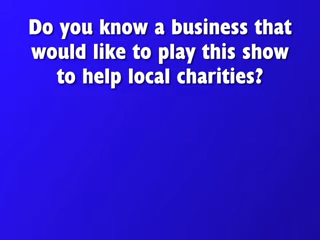 Do you know a business that
would like to play this show
to help local charities?